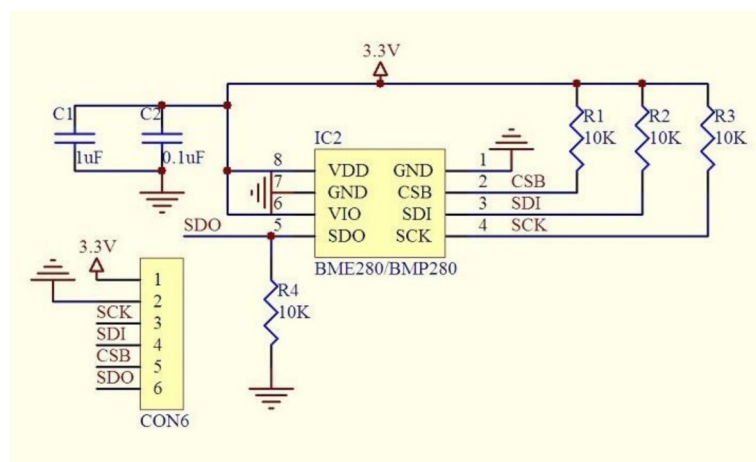 3.3V
C1
C2
1uF
0.1uF
IC2
8 VDD GND 1
7 GND CSB 2 CSB
6 VIO SDI 3 SDI
5 SDO SCK 4 SCK
BME280/BMP280
R1
10K
R2
10K
R3
10K
SDO
R4
10K
3.3V
1
2
SCK 3
SDI 4
CSB 5
SDO 6
CON6